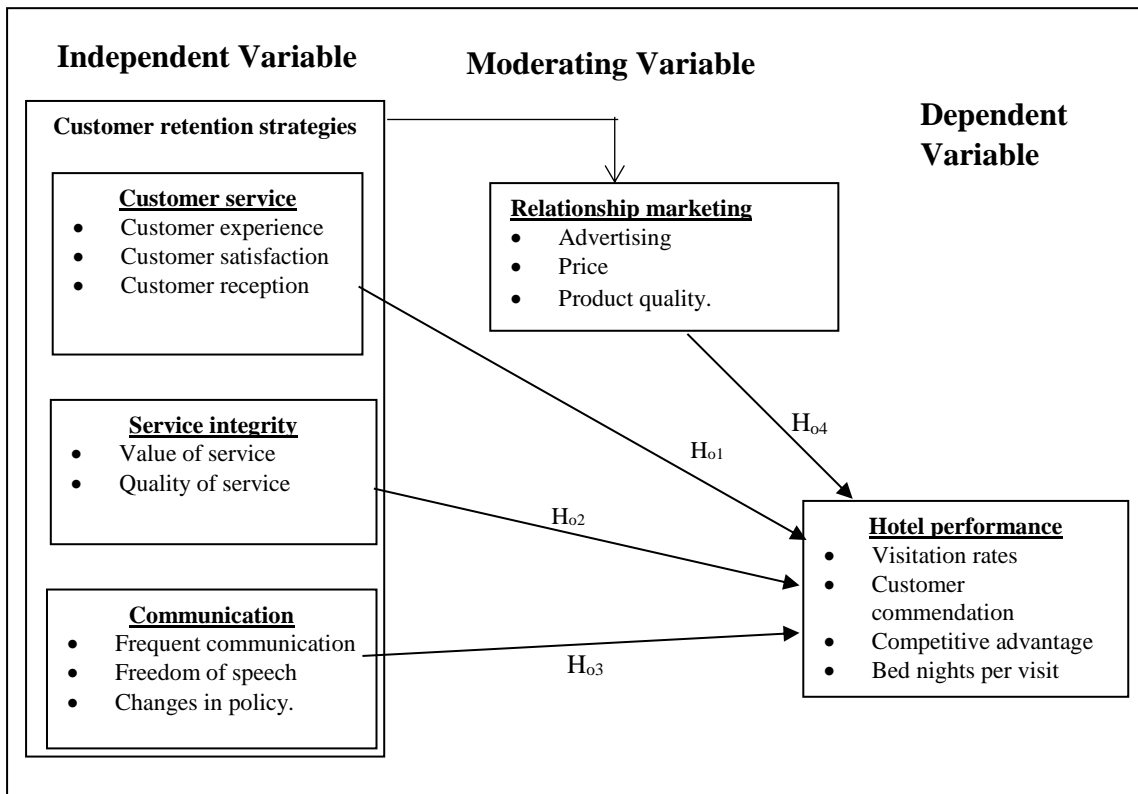 Independent Variable
Moderating Variable
Dependent
Variable
Customer retention strategies
Customer service
• Customer experience
• Customer satisfaction
• Customer reception
Relationship marketing
• Advertising
• Price
• Product quality.
Service integrity
• Value of service
• Quality of service
Communication
• Frequent communication
• Freedom of speech
• Changes in policy.
Ho1
Ho2
Ho3
Ho4
Hotel performance
• Visitation rates
• Customer
commendation
• Competitive advantage
• Bed nights per visit